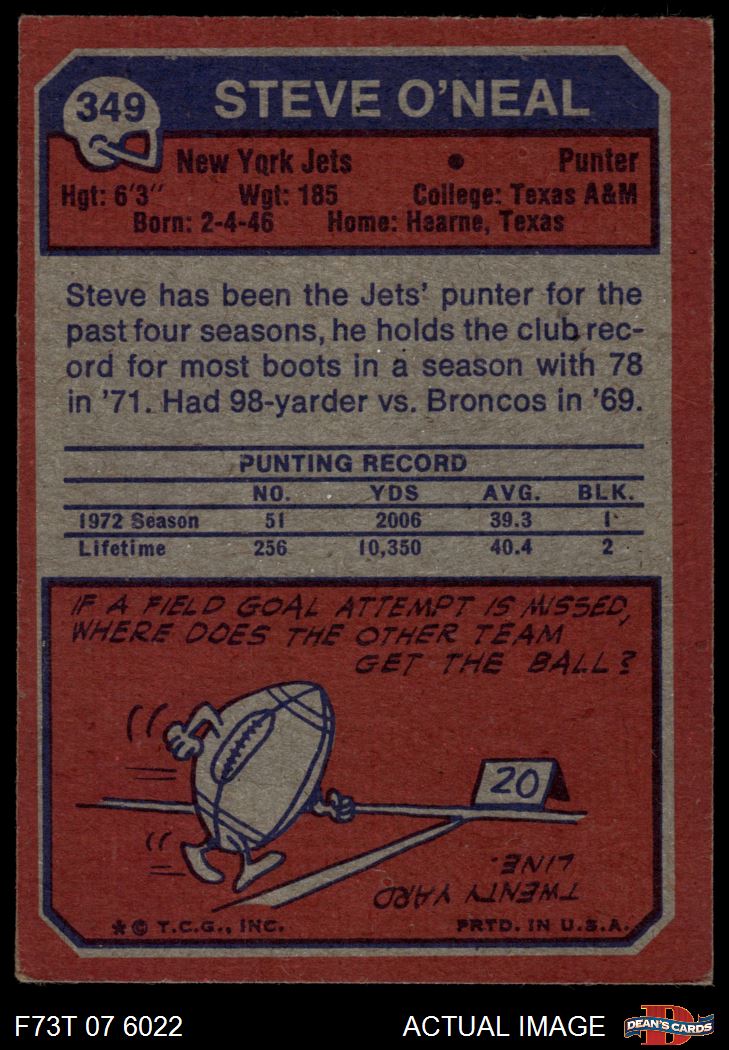 349
STEVE O'NEAL
New York Jets • Punter
Hgt: 6'3" Wgt: 185 College: Texas A&M
Born: 2-4-46 Home: Hearne, Texas
Steve has been the Jets' punter for the
past four seasons, he holds the club rec-
ord for most boots in a season with 78
in '71. Had 98-yarder vs. Broncos in '69.
PUNTING RECORD
NO. YDS AVG. BLK.
1972 Season 51 2006 39.3 1
Lifetime 256 10,350 40.4 2
IF A FIELD GOAL ATTEMPT IS MISSED,
WHERE DOES THE OTHER TEAM
GET THE BALL?
20
TWENTY YARD
LINE.
*© T.C.G., INC. PRTD. IN U.S.A.
F73T 07 6022 ACTUAL IMAGE
D
DEAN'S CARDS